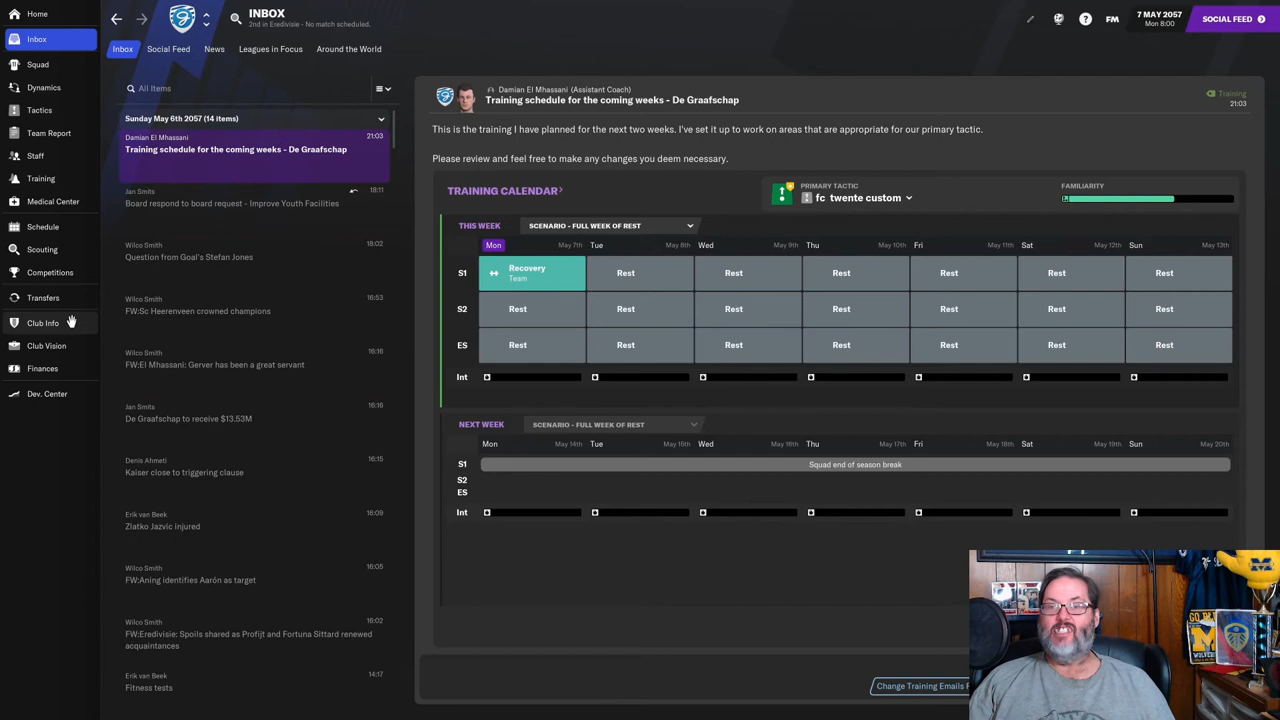 Home
Inbox
Squad
Dynamics
Tactics
Team Report
Staff
Training
Medical Center
Schedule
Scouting
Competitions
Transfers
Club Info
Club Vision
Finances
Dev. Center
INBOX
2nd in Eredivisie - No match scheduled.
FM
7 MAY 2057
Mon 8:00
SOCIAL FEED
Inbox
Social Feed
News
Leagues in Focus
Around the World
All Items
Sunday May 6th 2057 (14 items)
Damian El Mhassani
21:03
Training schedule for the coming weeks - De Graafschap
Jan Smits
18:11
Board respond to board request - Improve Youth Facilities
Wilco Smith
18:02
Question from Goal's Stefan Jones
Wilco Smith
16:53
FW:Sc Heerenveen crowned champions
Wilco Smith
16:16
FW:El Mhassani: Gerver has been a great servant
Jan Smits
16:16
De Graafschap to receive $13.53M
Denis Ahmeti
16:15
Kaiser close to triggering clause
Erik van Beek
16:09
Zlatko Jazvic injured
Wilco Smith
16:05
FW:Aning identifies Aarón as target
Wilco Smith
16:02
FW:Eredivisie: Spoils shared as Profijt and Fortuna Sittard renewed
acquaintances
Erik van Beek
14:17
Fitness tests
Damian El Mhassani (Assistant Coach)
Training schedule for the coming weeks - De Graafschap
Training
21:03
This is the training I have planned for the next two weeks. I've set it up to work on areas that are appropriate for our primary tactic.
Please review and feel free to make any changes you deem necessary.
TRAINING CALENDAR
PRIMARY TACTIC
fc twente custom
FAMILIARITY
THIS WEEK
SCENARIO - FULL WEEK OF REST
Mon May 7th Tue May 8th Wed May 9th Thu May 10th Fri May 11th Sat May 12th Sun May 13th
S1 Recovery Team Rest Rest Rest Rest Rest Rest
S2 Rest Rest Rest Rest Rest Rest Rest
ES Rest Rest Rest Rest Rest Rest Rest
Int
NEXT WEEK
SCENARIO - FULL WEEK OF REST
Mon May 14th Tue May 15th Wed May 16th Thu May 17th Fri May 18th Sat May 19th Sun May 20th
S1 Squad end of season break
S2
ES
Int
Change Training Emails